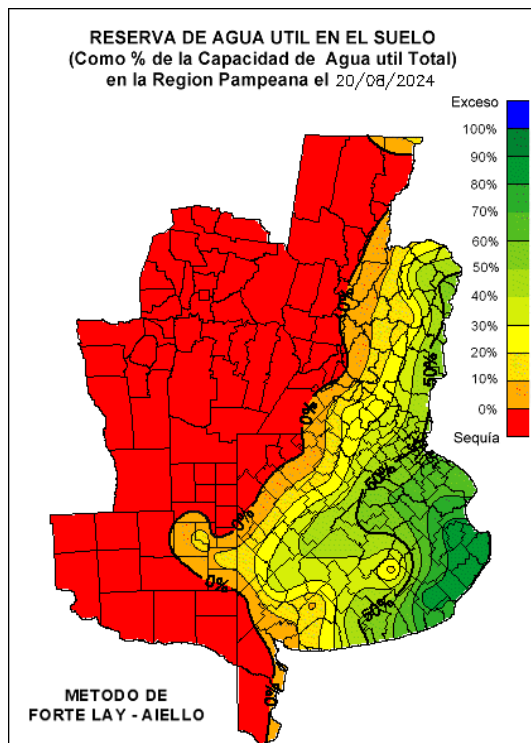 RESERVA DE AGUA UTIL EN EL SUELO
(Como % de la Capacidad de Agua util Total)
en la Region Pampeana el 20/08/2024
Exceso
100%
90%
80%
70%
60%
50%
40%
30%
20%
10%
0%
Sequía
0%
50%
0%
50%
0%
0%
50%
0%
METODO DE
FORTE LAY - AIELLO